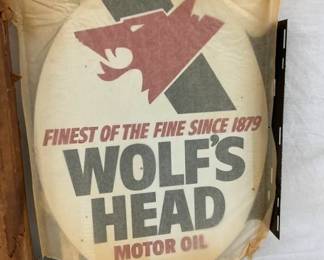 FINEST OF THE FINE SINCE 1879
WOLF'S
HEAD
MOTOR OIL